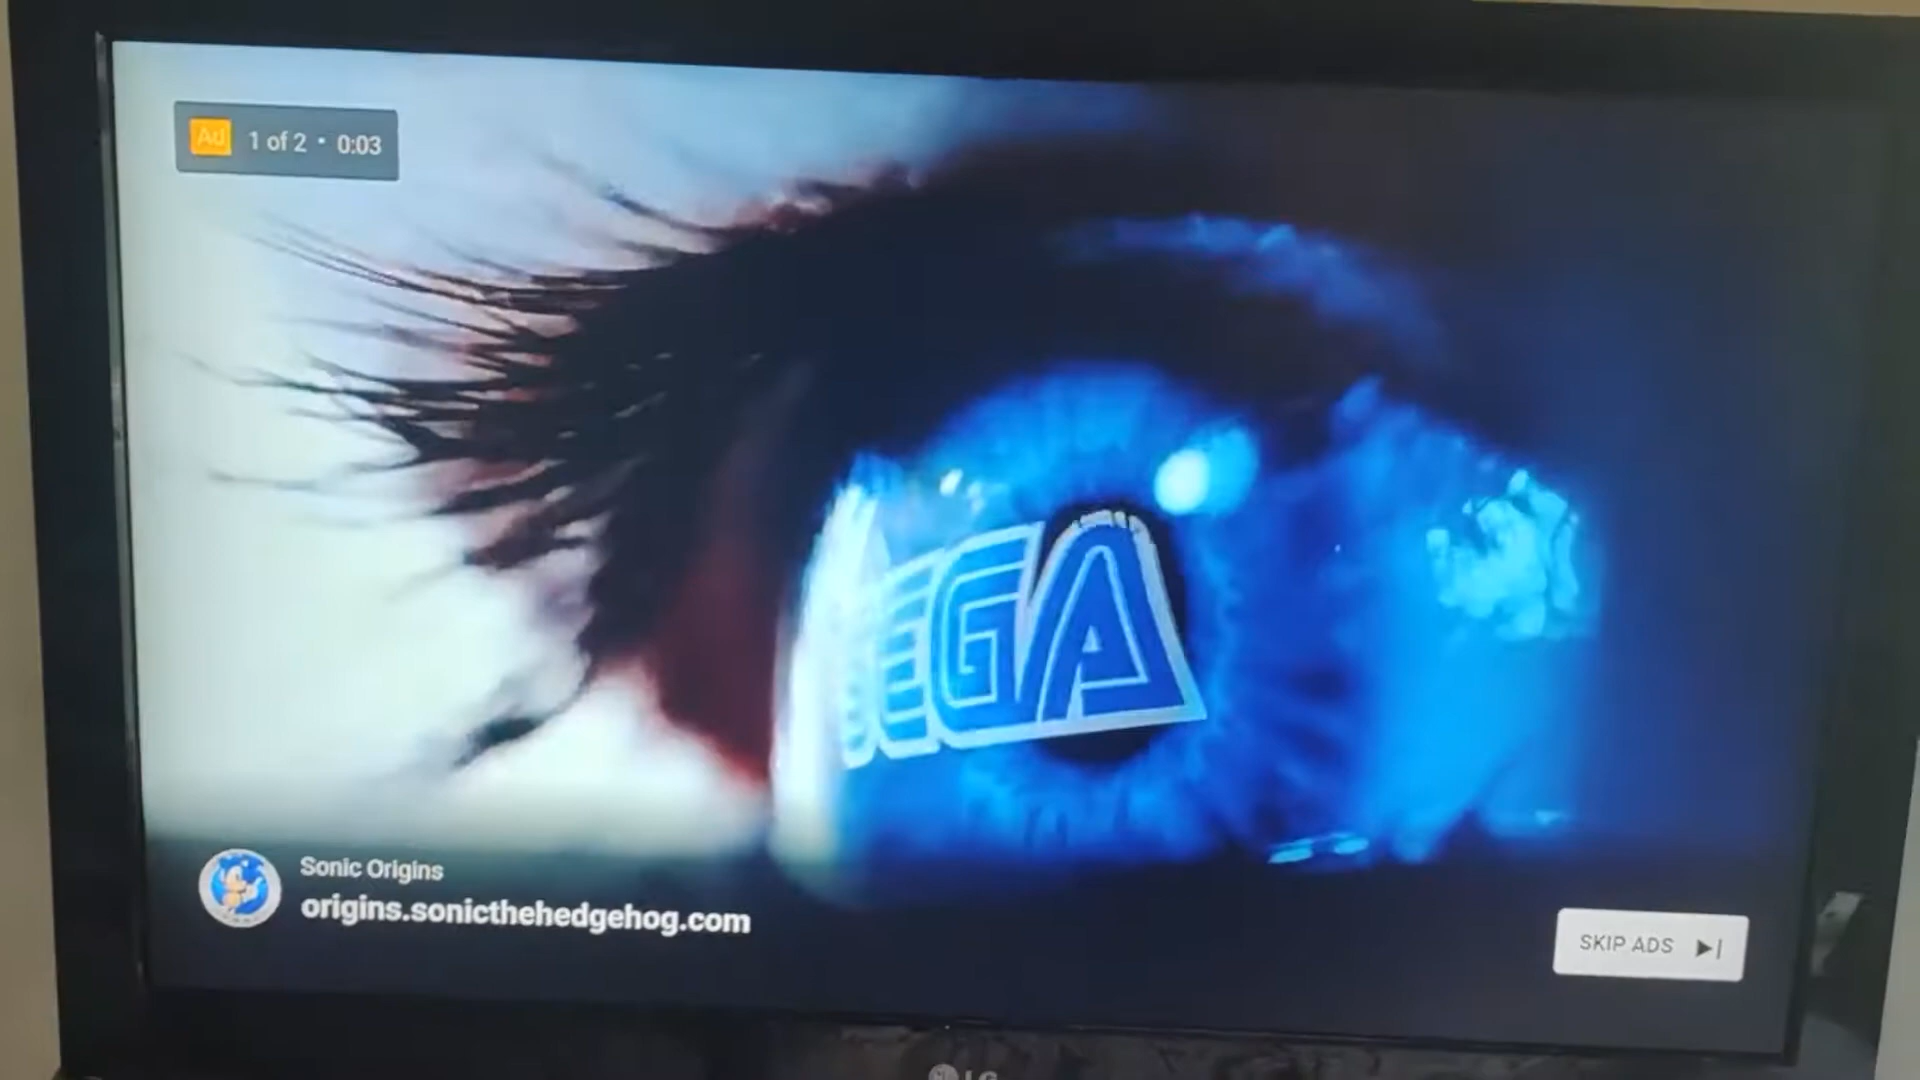 Ad 1 of 2 • 0:03
EGA
Sonic Origins
origins.sonicthehedgehog.com
SKIP ADS
LG